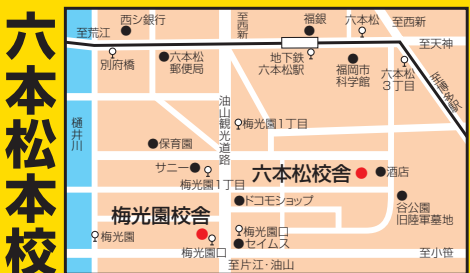 六本松本校
西シ銀行
至西新
福銀
六本松
至西新
至荒江
至天神
別府橋
六本松
郵便局
地下鉄
六本松駅
福岡市
科学館
六本松
3丁目
至博多駅
樋井川
油山観光道路
梅光園1丁目
保育園
サニー
梅光園1丁目
六本松校舎
酒店
ドコモショップ
谷公園
旧陸軍墓地
梅光園校舎
梅光園
梅光園口
梅光園口
セイムス
至小笹
至片江・油山